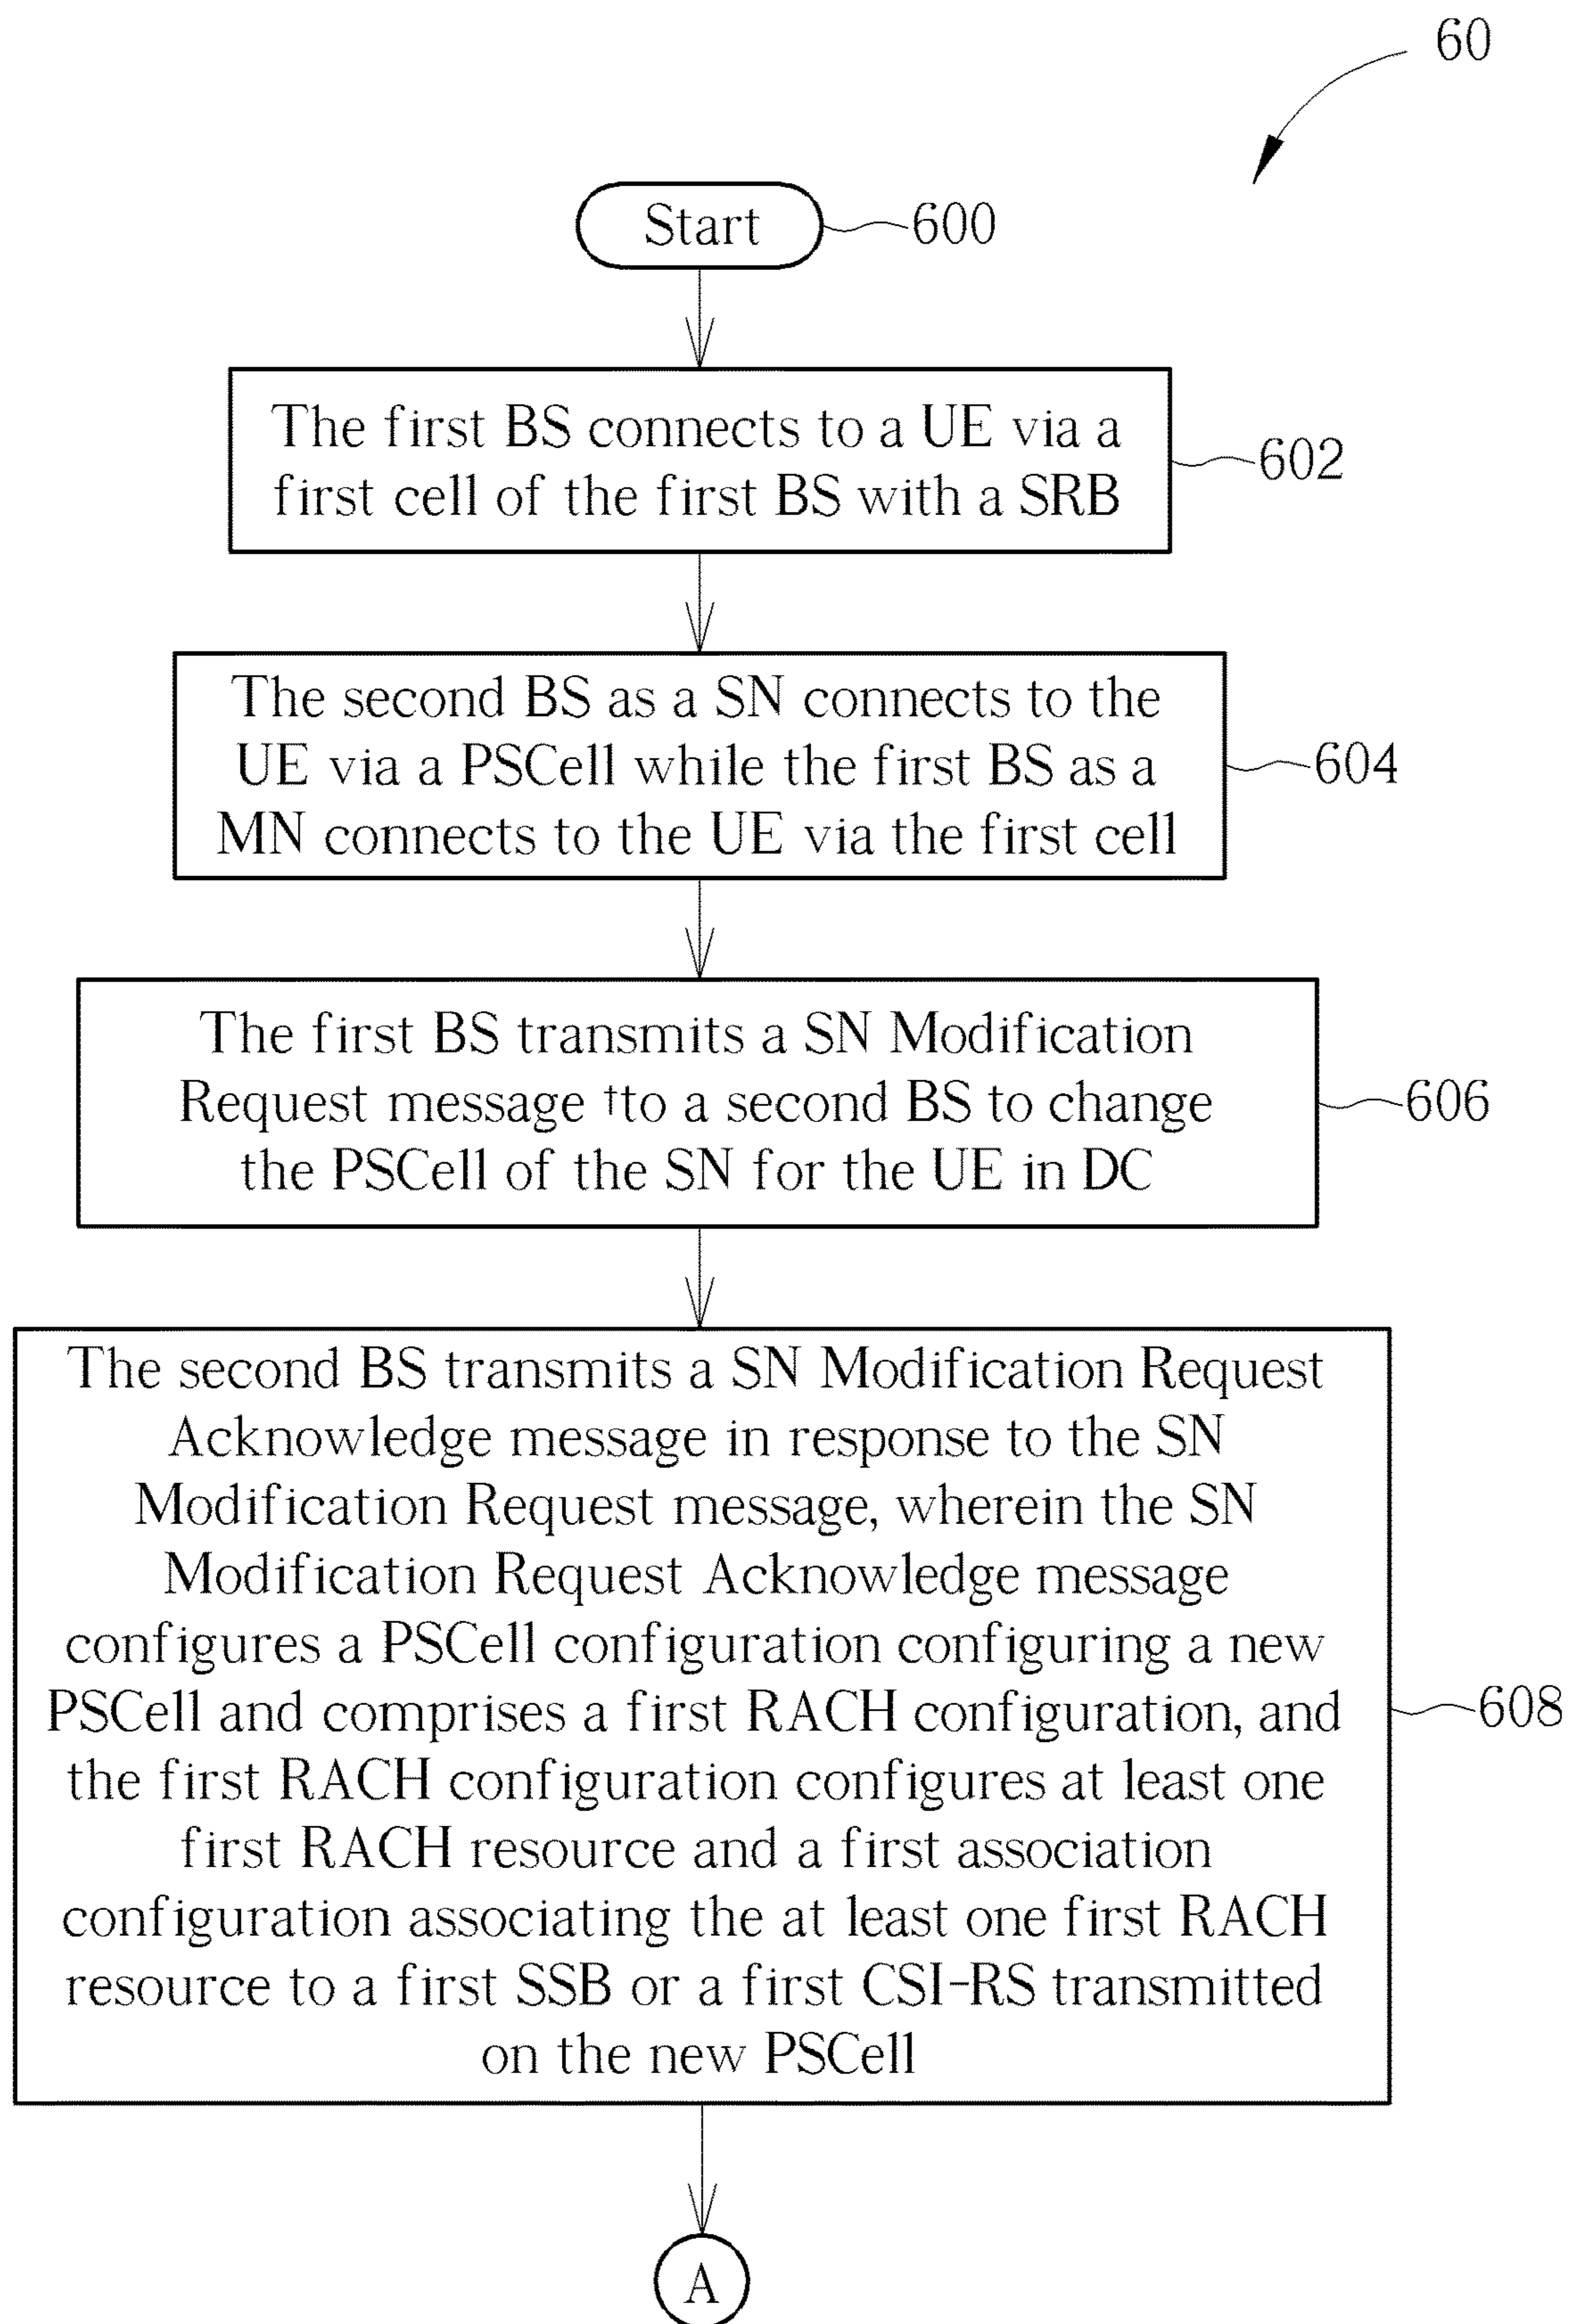 60
Start
600
The first BS connects to a UE via a
first cell of the first BS with a SRB
602
The second BS as a SN connects to the
UE via a PSCell while the first BS as a
MN connects to the UE via the first cell
604
The first BS transmits a SN Modification
Request message †to a second BS to change
the PSCell of the SN for the UE in DC
606
The second BS transmits a SN Modification Request
Acknowledge message in response to the SN
Modification Request message, wherein the SN
Modification Request Acknowledge message
configures a PSCell configuration configuring a new
PSCell and comprises a first RACH configuration, and
the first RACH configuration configures at least one
first RACH resource and a first association
configuration associating the at least one first RACH
resource to a first SSB or a first CSI-RS transmitted
on the new PSCell
608
A